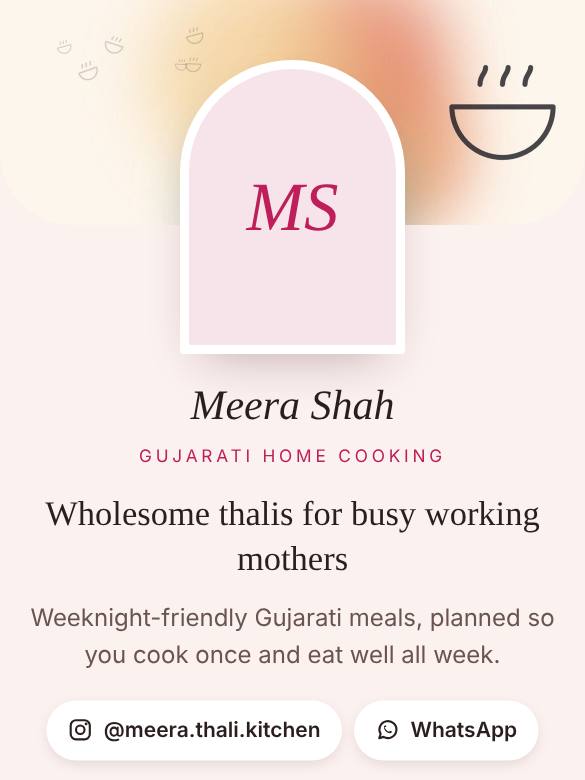 MS
Meera Shah
GUJARATI HOME COOKING
Wholesome thalis for busy working
mothers
Weeknight-friendly Gujarati meals, planned so
you cook once and eat well all week.
@meera.thali.kitchen
WhatsApp